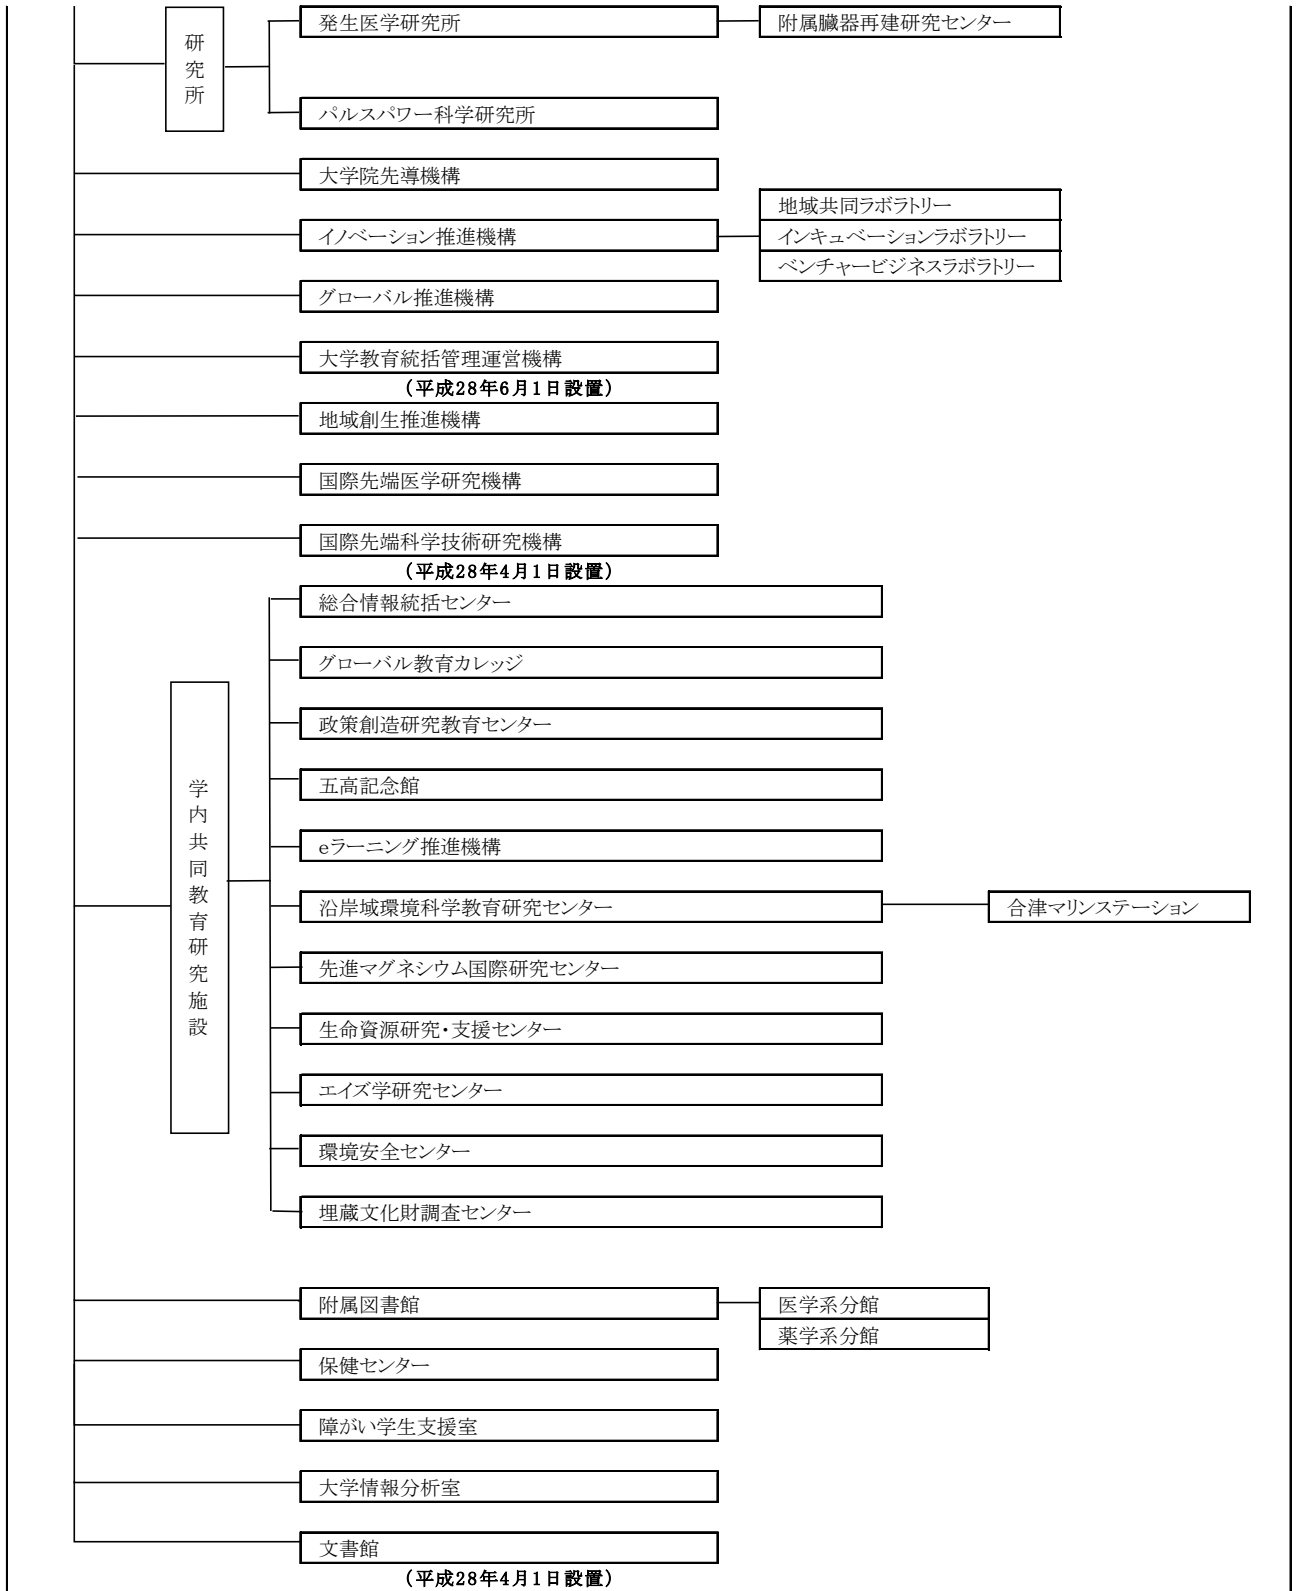 発生医学研究所
附属臓器再建研究センター
研究所
パルスパワー科学研究所
大学院先導機構
地域共同ラボラトリー
イノベーション推進機構
インキュベーションラボラトリー
ベンチャービジネスラボラトリー
グローバル推進機構
大学教育統括管理運営機構
(平成28年6月1日設置)
地域創生推進機構
国際先端医学研究機構
国際先端科学技術研究機構
(平成28年4月1日設置)
学内共同教育研究施設
総合情報統括センター
グローバル教育カレッジ
政策創造研究教育センター
五高記念館
eラーニング推進機構
沿岸域環境科学教育研究センター
合津マリンステーション
先進マグネシウム国際研究センター
生命資源研究・支援センター
エイズ学研究センター
環境安全センター
埋蔵文化財調査センター
附属図書館
医学系分館
薬学系分館
保健センター
障がい学生支援室
大学情報分析室
文書館
(平成28年4月1日設置)